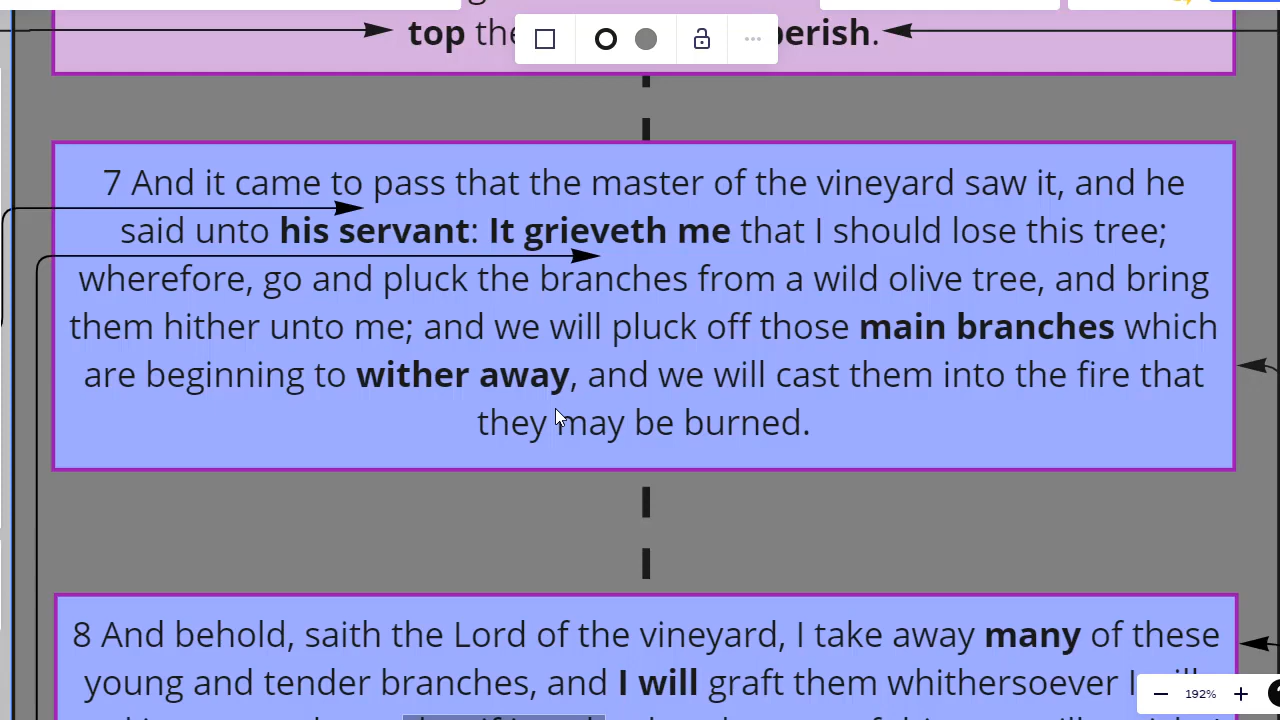 top the perish.
7 And it came to pass that the master of the vineyard saw it, and he
said unto his servant: It grieveth me that I should lose this tree;
wherefore, go and pluck the branches from a wild olive tree, and bring
them hither unto me; and we will pluck off those main branches which
are beginning to wither away, and we will cast them into the fire that
they may be burned.
8 And behold, saith the Lord of the vineyard, I take away many of these
young and tender branches, and I will graft them whithersoever I will
192%